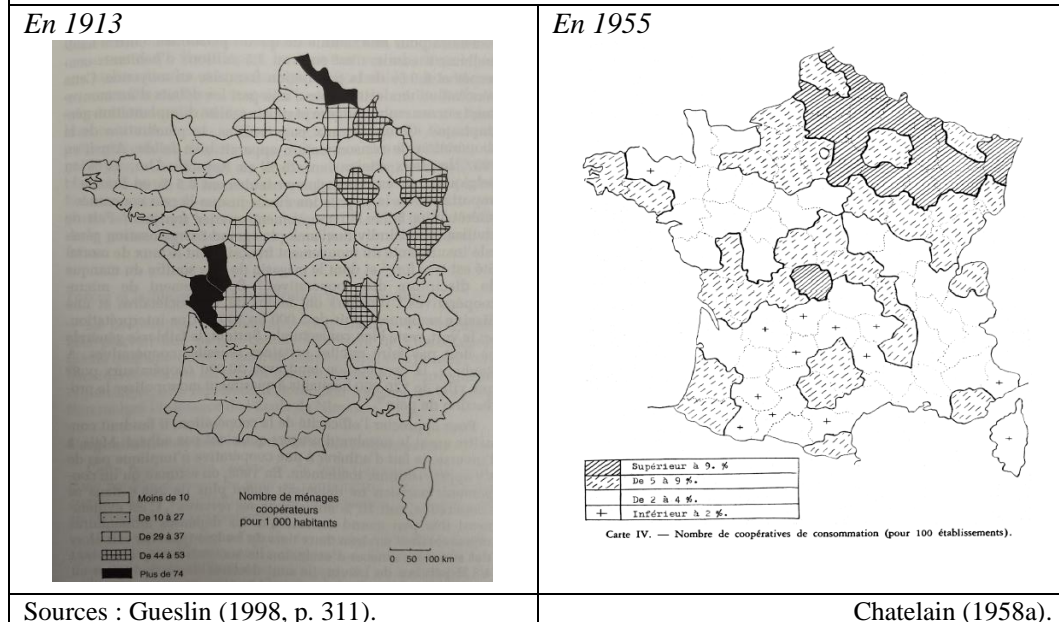 En 1913
Moins de 10
De 10 à 27
De 29 à 37
De 44 à 53
Plus de 74
Nombre de ménages
coopérateurs
pour 1 000 habitants
0 50 100 km
Sources : Gueslin (1998, p. 311).
En 1955
Supérieur à 9. %
De 5 à 9 %.
De 2 à 4 %.
+ Inférieur à 2 %.
Carte IV. — Nombre de coopératives de consommation (pour 100 établissements).
Chatelain (1958a).